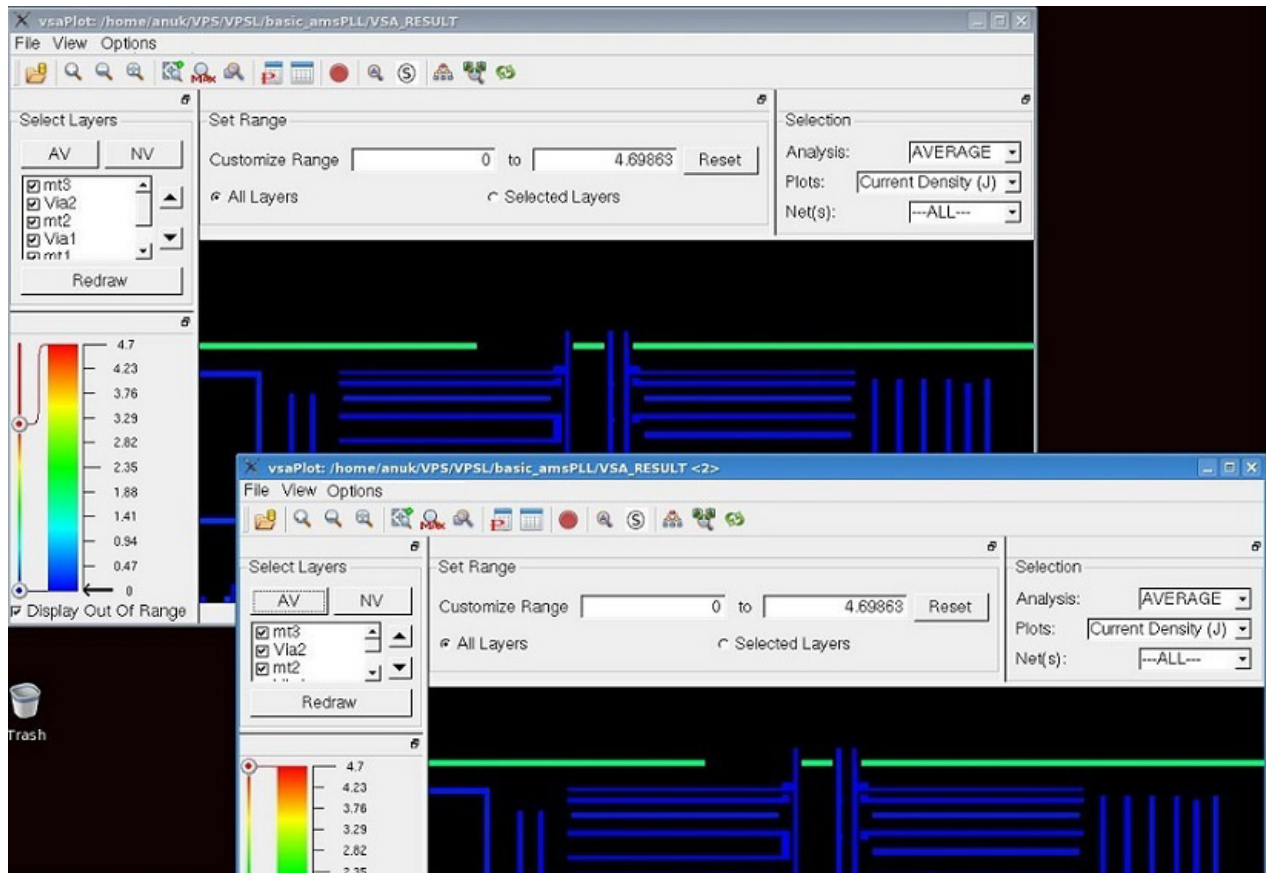 vsaPlot: /home/anuk/VPS/VPSL/basic_amsPLL/VSA_RESULT
File View Options
MAX P S
Select Layers
AV NV
mt3
Via2
mt2
Via1
mt1
Redraw
Set Range
Customize Range 0 to 4.69863 Reset
All Layers Selected Layers
Selection
Analysis: AVERAGE
Plots: Current Density (J)
Net(s): ---ALL---
4.7
4.23
3.76
3.29
2.82
2.35
1.88
1.41
0.94
0.47
0
Display Out Of Range
Trash
vsaPlot: /home/anuk/VPS/VPSL/basic_amsPLL/VSA_RESULT <2>
File View Options
MAX P S
Select Layers
AV NV
mt3
Via2
mt2
Redraw
Set Range
Customize Range 0 to 4.69863 Reset
All Layers Selected Layers
Selection
Analysis: AVERAGE
Plots: Current Density (J)
Net(s): ---ALL---
4.7
4.23
3.76
3.29
2.82
2.35